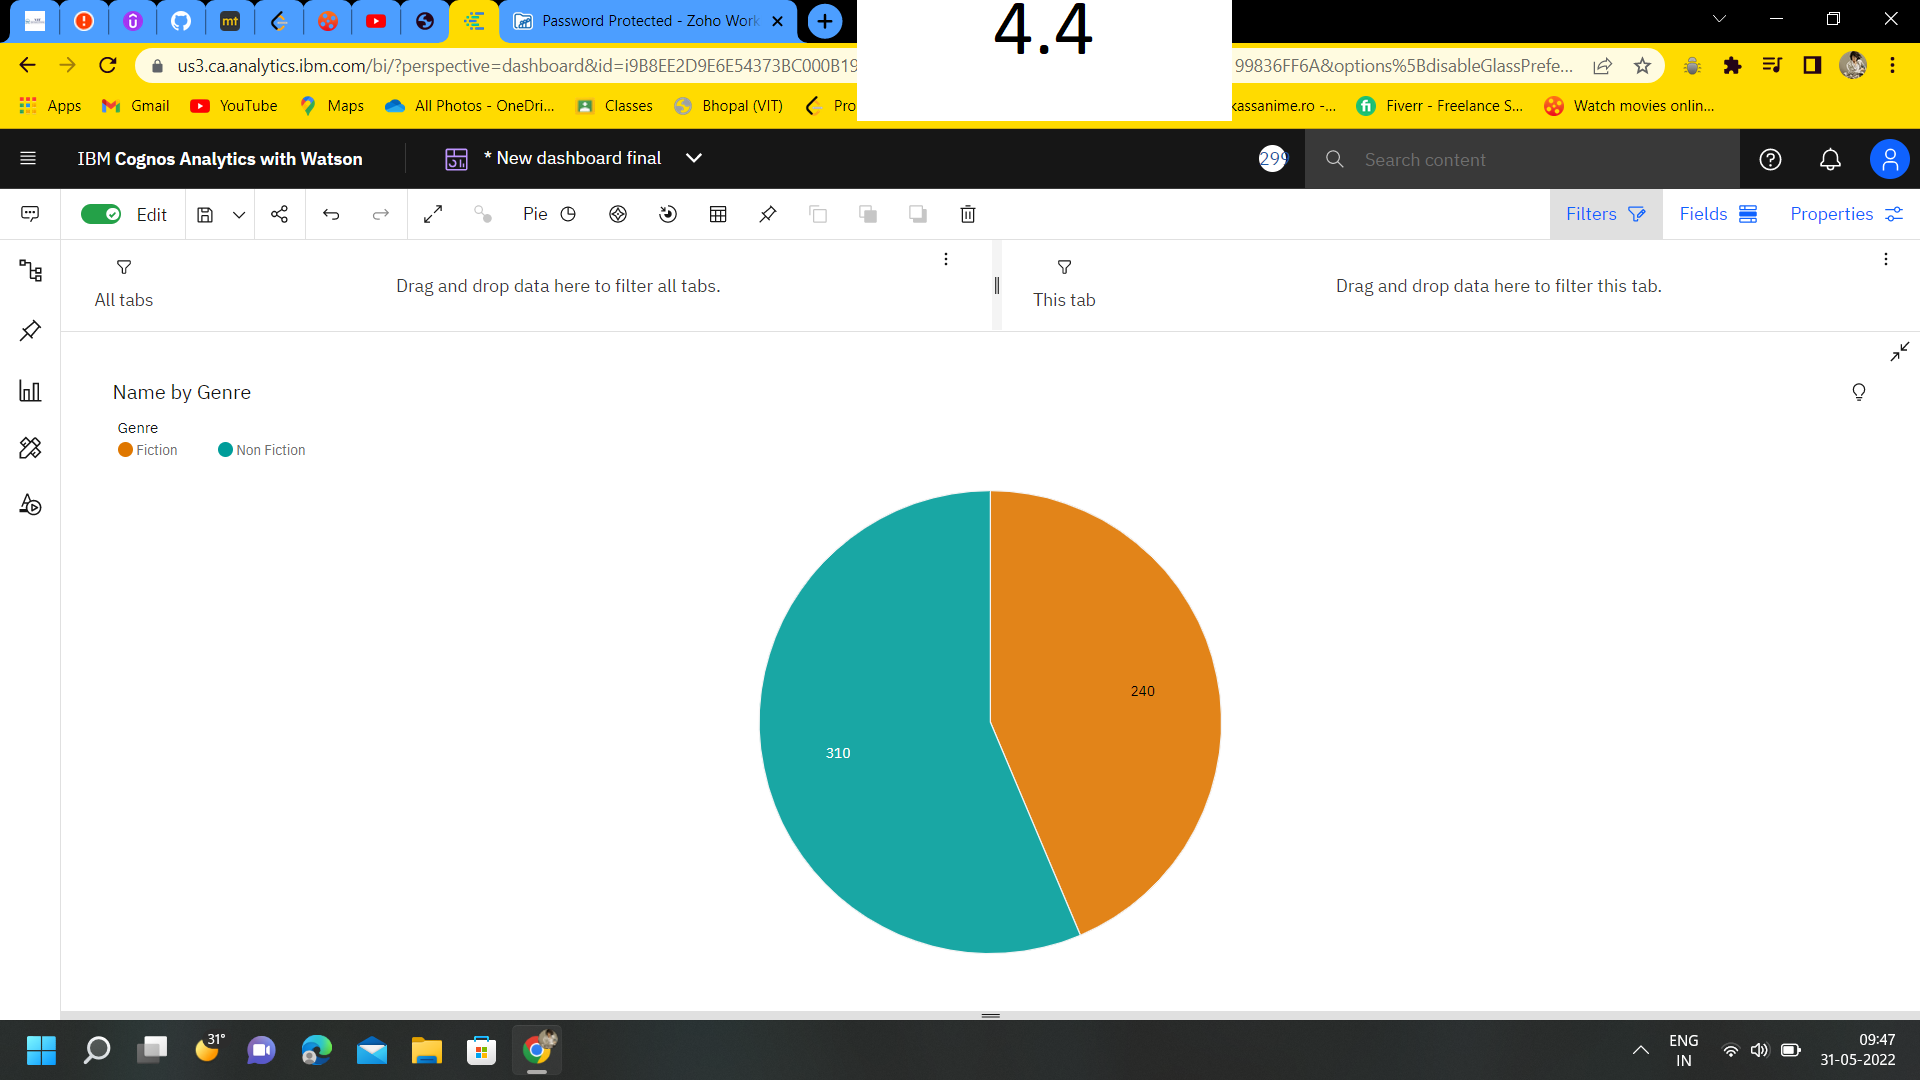 Password Protected - Zoho Work
4.4
us3.ca.analytics.ibm.com/bi/?perspective=dashboard&id=i9B8EE2D9E6E54373BC000B19
99836FF6A&options%5BdisableGlassPrefe...
Apps
Gmail
YouTube
Maps
All Photos - OneDri...
Classes
Bhopal (VIT)
Pro
kassanime.ro -...
Fiverr - Freelance S...
Watch movies onlin...
IBM Cognos Analytics with Watson
* New dashboard final
299
Search content
Edit
Pie
Filters
Fields
Properties
All tabs
Drag and drop data here to filter all tabs.
This tab
Drag and drop data here to filter this tab.
Name by Genre
Genre
Fiction
Non Fiction
240
310
31°
ENG
IN
09:47
31-05-2022